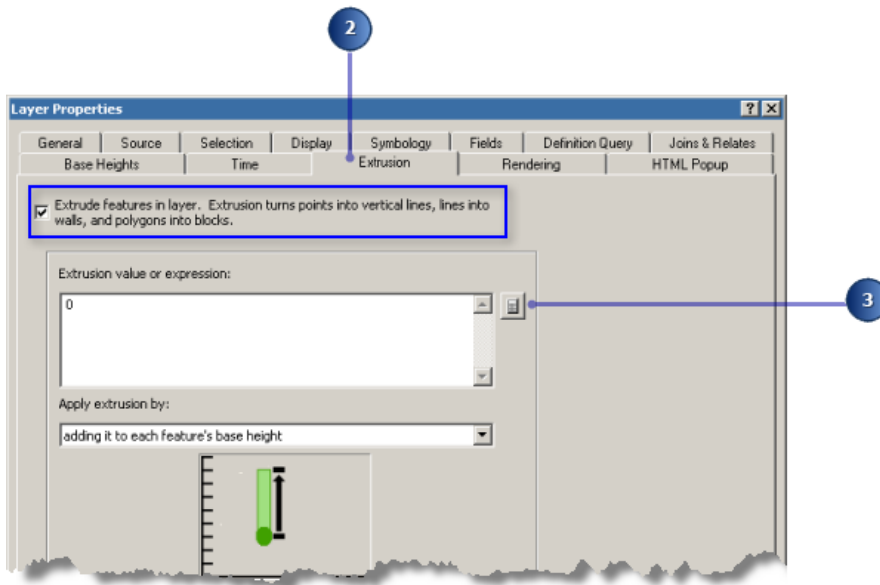 2
Layer Properties
? X
General Source Selection Display Symbology Fields Definition Query Joins & Relates
Base Heights Time Extrusion Rendering HTML Popup
Extrude features in layer. Extrusion turns points into vertical lines, lines into
walls, and polygons into blocks.
Extrusion value or expression:
0
3
Apply extrusion by:
adding it to each feature's base height